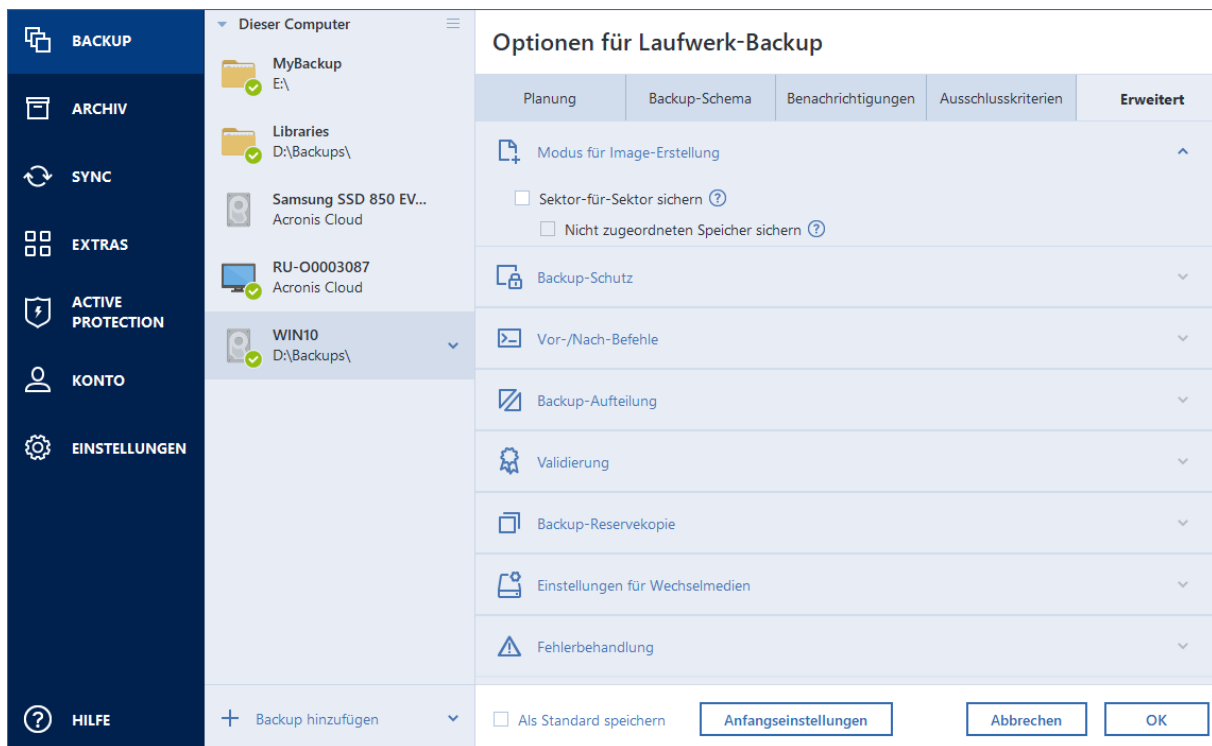 BACKUP
ARCHIV
SYNC
EXTRAS
ACTIVE
PROTECTION
KONTO
EINSTELLUNGEN
HILFE
Dieser Computer
MyBackup
E:\
Libraries
D:\Backups\
Samsung SSD 850 EV...
Acronis Cloud
RU-O0003087
Acronis Cloud
WIN10
D:\Backups\
Backup hinzufügen
Optionen für Laufwerk-Backup
Planung Backup-Schema Benachrichtigungen Ausschlusskriterien Erweitert
Modus für Image-Erstellung
Sektor-für-Sektor sichern ?
Nicht zugeordneten Speicher sichern ?
Backup-Schutz
Vor-/Nach-Befehle
Backup-Aufteilung
Validierung
Backup-Reservekopie
Einstellungen für Wechselmedien
Fehlerbehandlung
Als Standard speichern Anfangseinstellungen Abbrechen OK